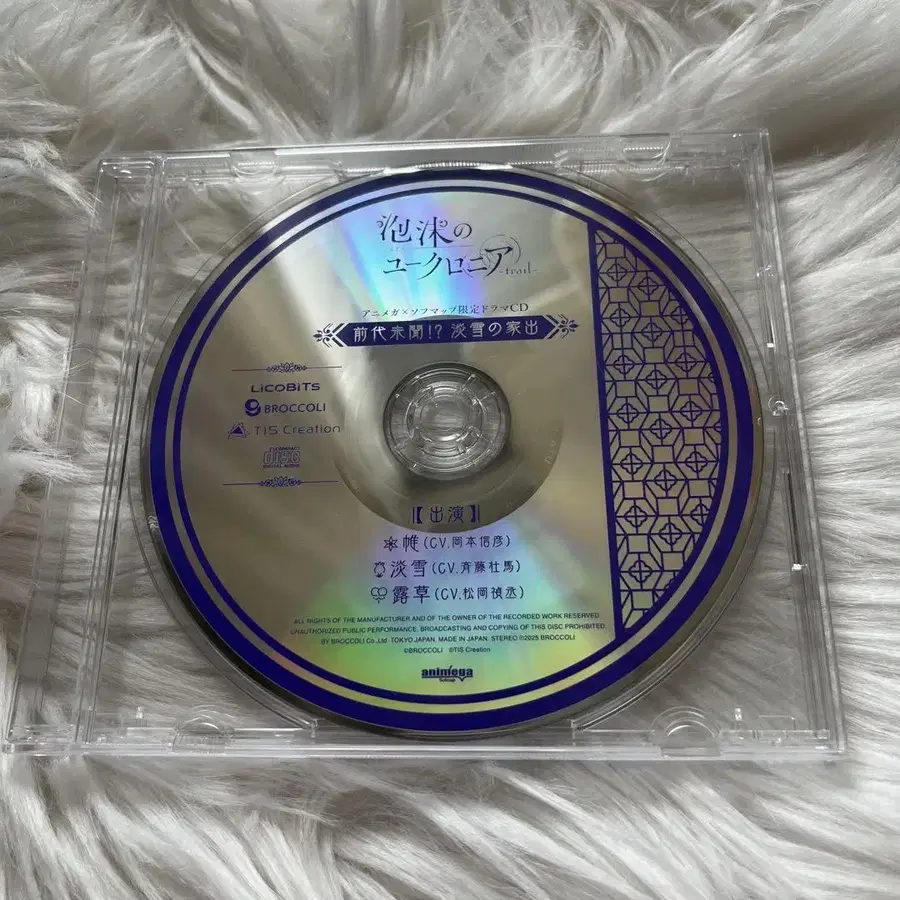 泡沫の
ユークロニア
-trail-
アニメガ×ソフマップ限定ドラマCD
前代未聞!? 淡雪の家出
LicoBiTs
BROCCOLI
TIS Creation
COMPACT
disc
DIGITAL AUDIO
【出演】
帷(CV.岡本信彦)
淡雪(CV.斉藤壮馬)
露草(CV.松岡禎丞)
ALL RIGHTS OF THE MANUFACTURER AND OF THE OWNER OF THE RECORDED WORK RESERVED.
UNAUTHORIZED PUBLIC PERFORMANCE, BROADCASTING AND COPYING OF THIS DISC PROHIBITED.
BY BROCCOLI Co.,Ltd· TOKYO JAPAN, MADE IN JAPAN. STEREO ℗2025 BROCCOLI
©BROCCOLI ©TIS Creation
animega
Sofmap